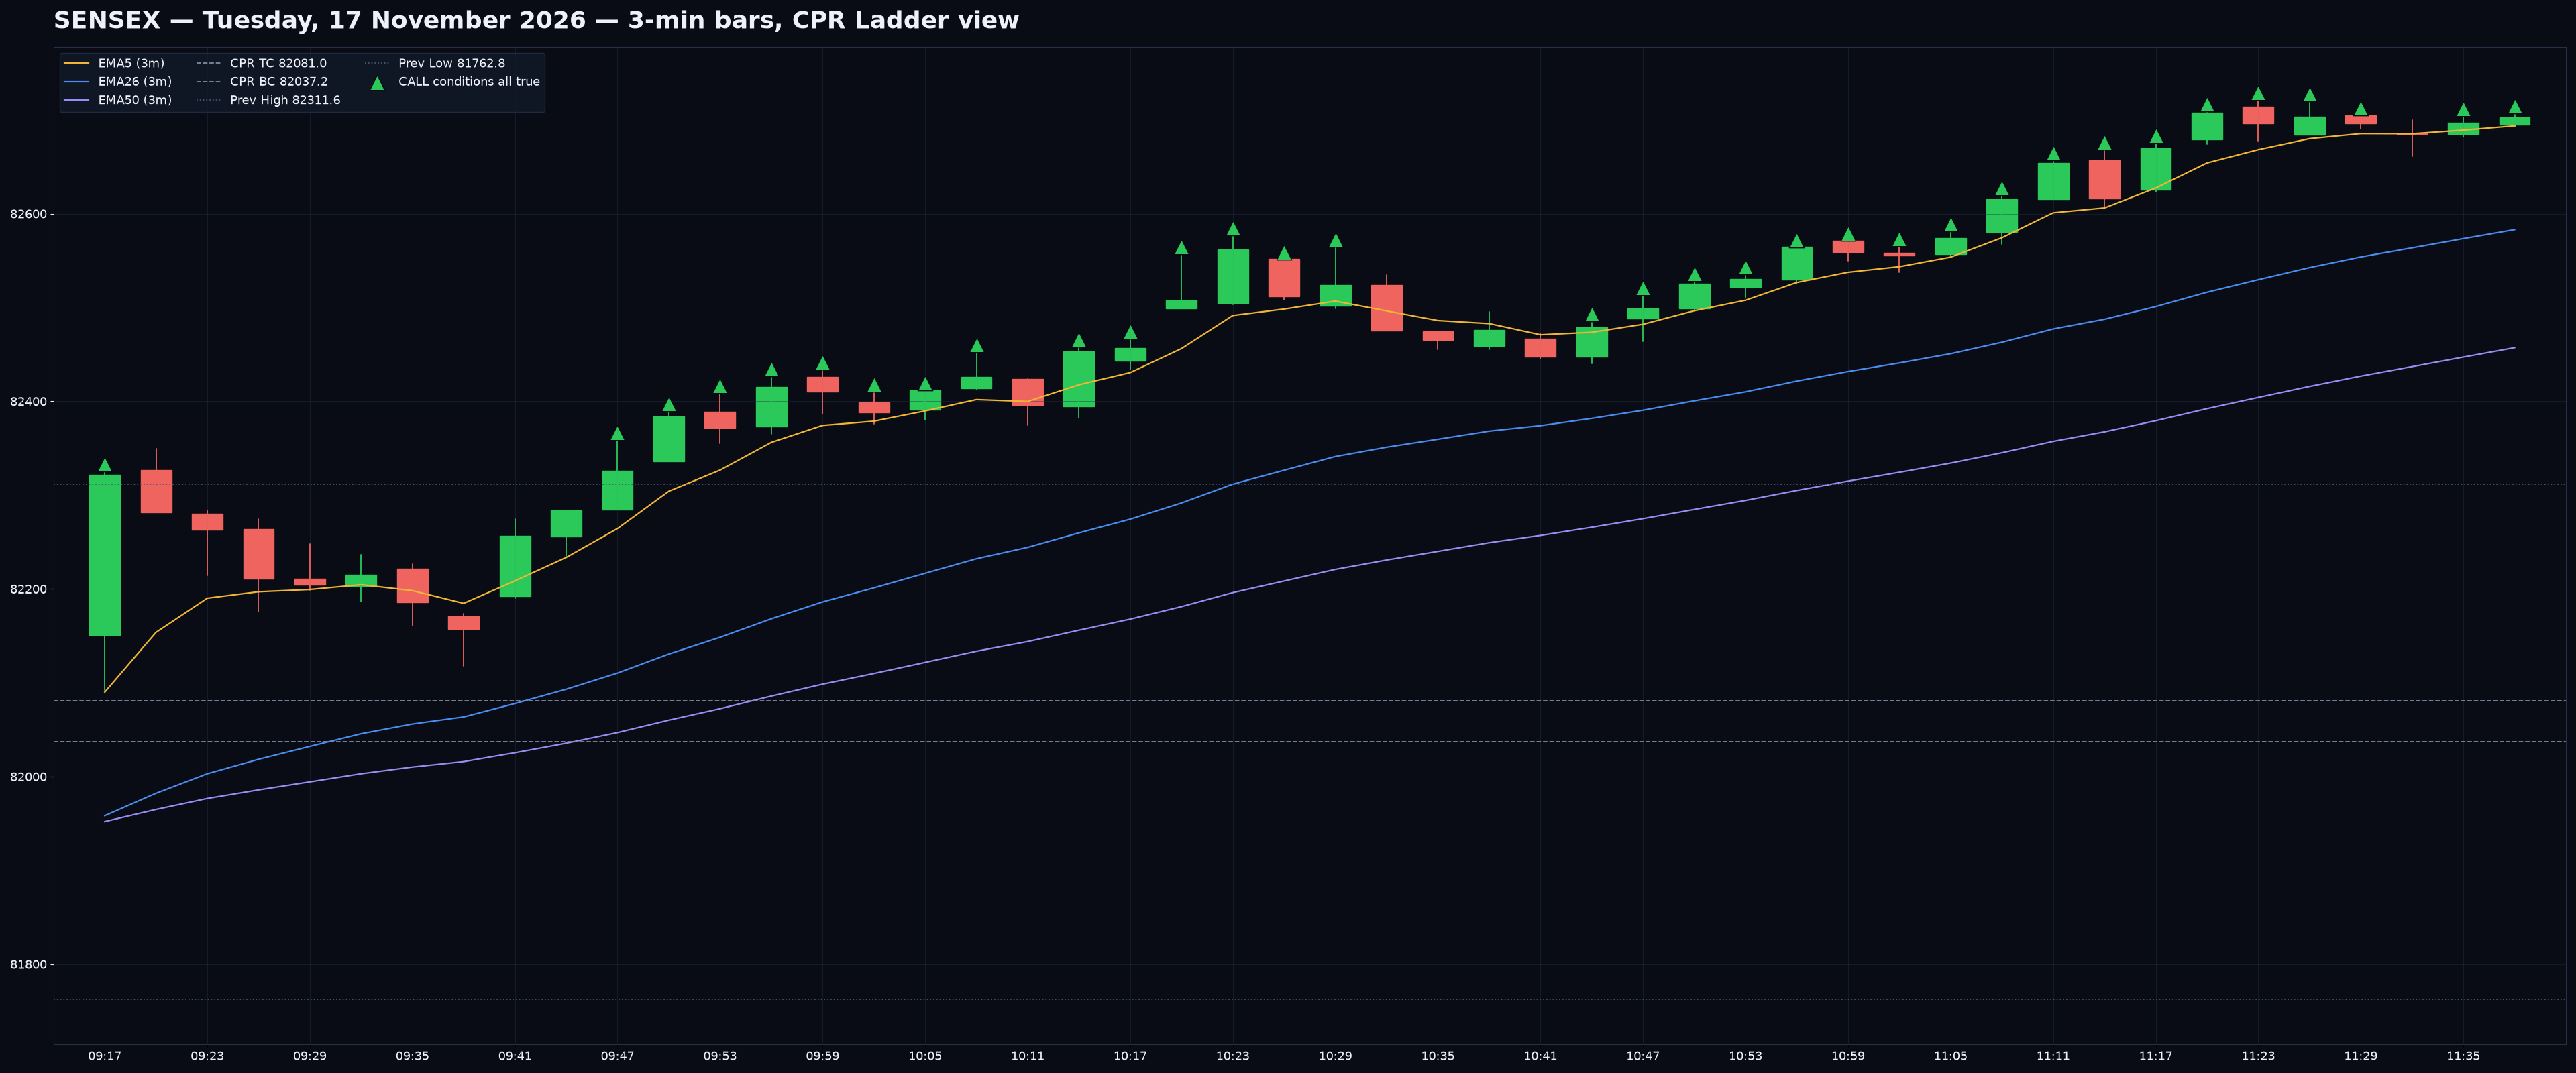 SENSEX — Tuesday, 17 November 2026 — 3-min bars, CPR Ladder view
EMA5 (3m)
EMA26 (3m)
EMA50 (3m)
CPR TC 82081.0
CPR BC 82037.2
Prev High 82311.6
Prev Low 81762.8
CALL conditions all true
82600
82400
82200
82000
81800
09:17 09:23 09:29 09:35 09:41 09:47 09:53 09:59 10:05 10:11 10:17 10:23 10:29 10:35 10:41 10:47 10:53 10:59 11:05 11:11 11:17 11:23 11:29 11:35